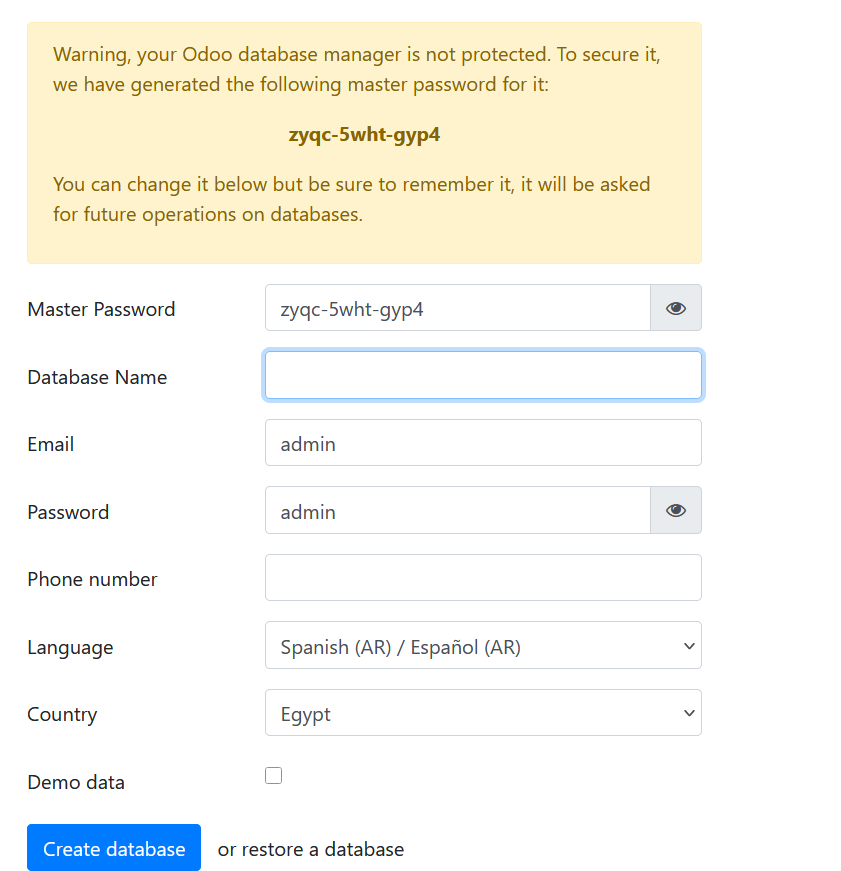 Warning, your Odoo database manager is not protected. To secure it,
we have generated the following master password for it:
zyqc-5wht-gyp4
You can change it below but be sure to remember it, it will be asked
for future operations on databases.
Master Password zyqc-5wht-gyp4
Database Name
Email admin
Password admin
Phone number
Language Spanish (AR) / Español (AR)
Country Egypt
Demo data
Create database or restore a database